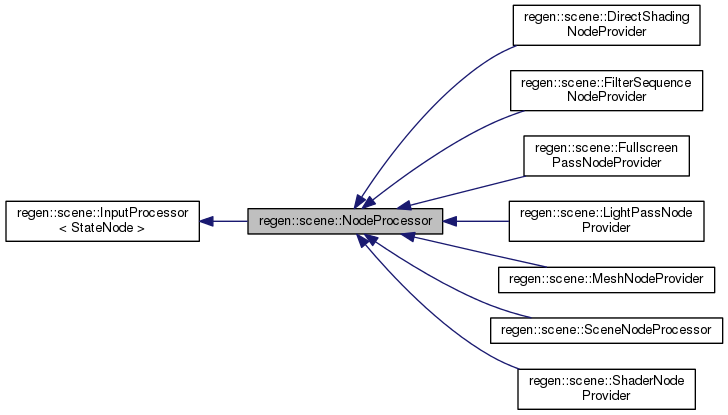 regen::scene::DirectShading
NodeProvider
regen::scene::FilterSequence
NodeProvider
regen::scene::Fullscreen
PassNodeProvider
regen::scene::InputProcessor
< StateNode >
regen::scene::NodeProcessor
regen::scene::LightPassNode
Provider
regen::scene::MeshNodeProvider
regen::scene::SceneNodeProcessor
regen::scene::ShaderNode
Provider